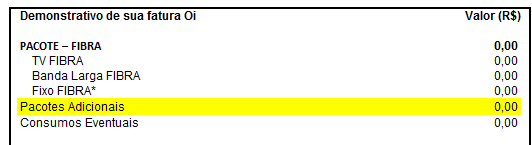 Demonstrativo de sua fatura Oi Valor (R$)
PACOTE – FIBRA 0,00
TV FIBRA 0,00
Banda Larga FIBRA 0,00
Fixo FIBRA* 0,00
Pacotes Adicionais 0,00
Consumos Eventuais 0,00